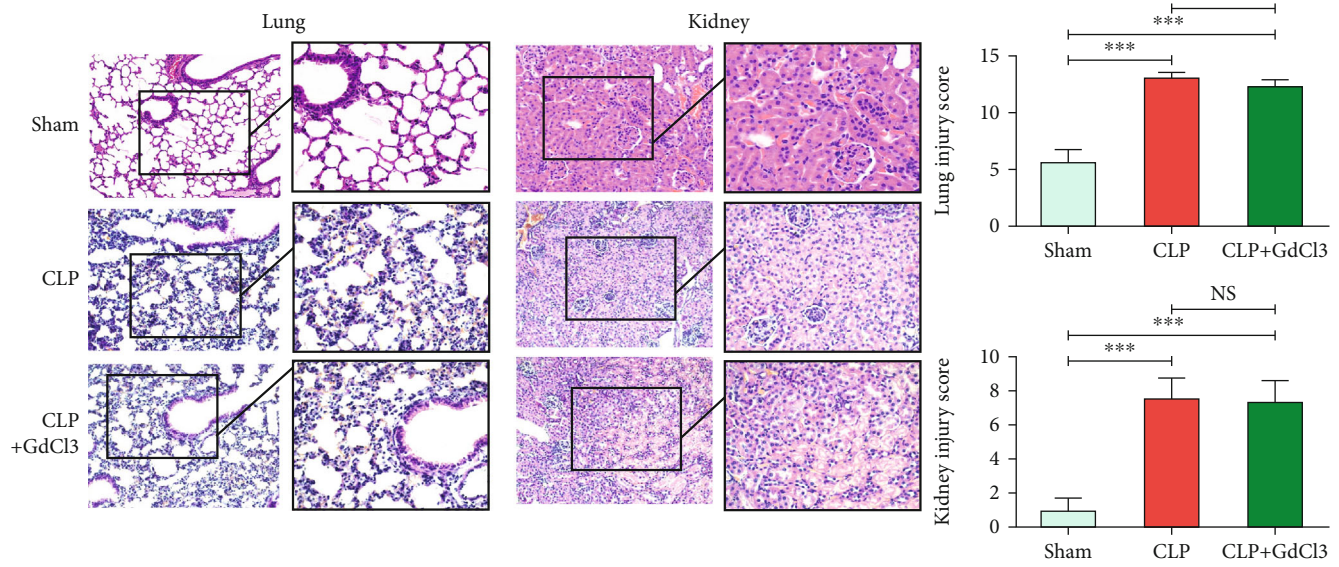 Lung
Kidney
Sham
CLP
CLP
+GdCl3
Lung injury score
15
10
5
0
***
***
Sham
CLP
CLP+GdCl3
Kidney injury score
10
8
6
4
2
0
NS
***
***
Sham
CLP
CLP+GdCl3